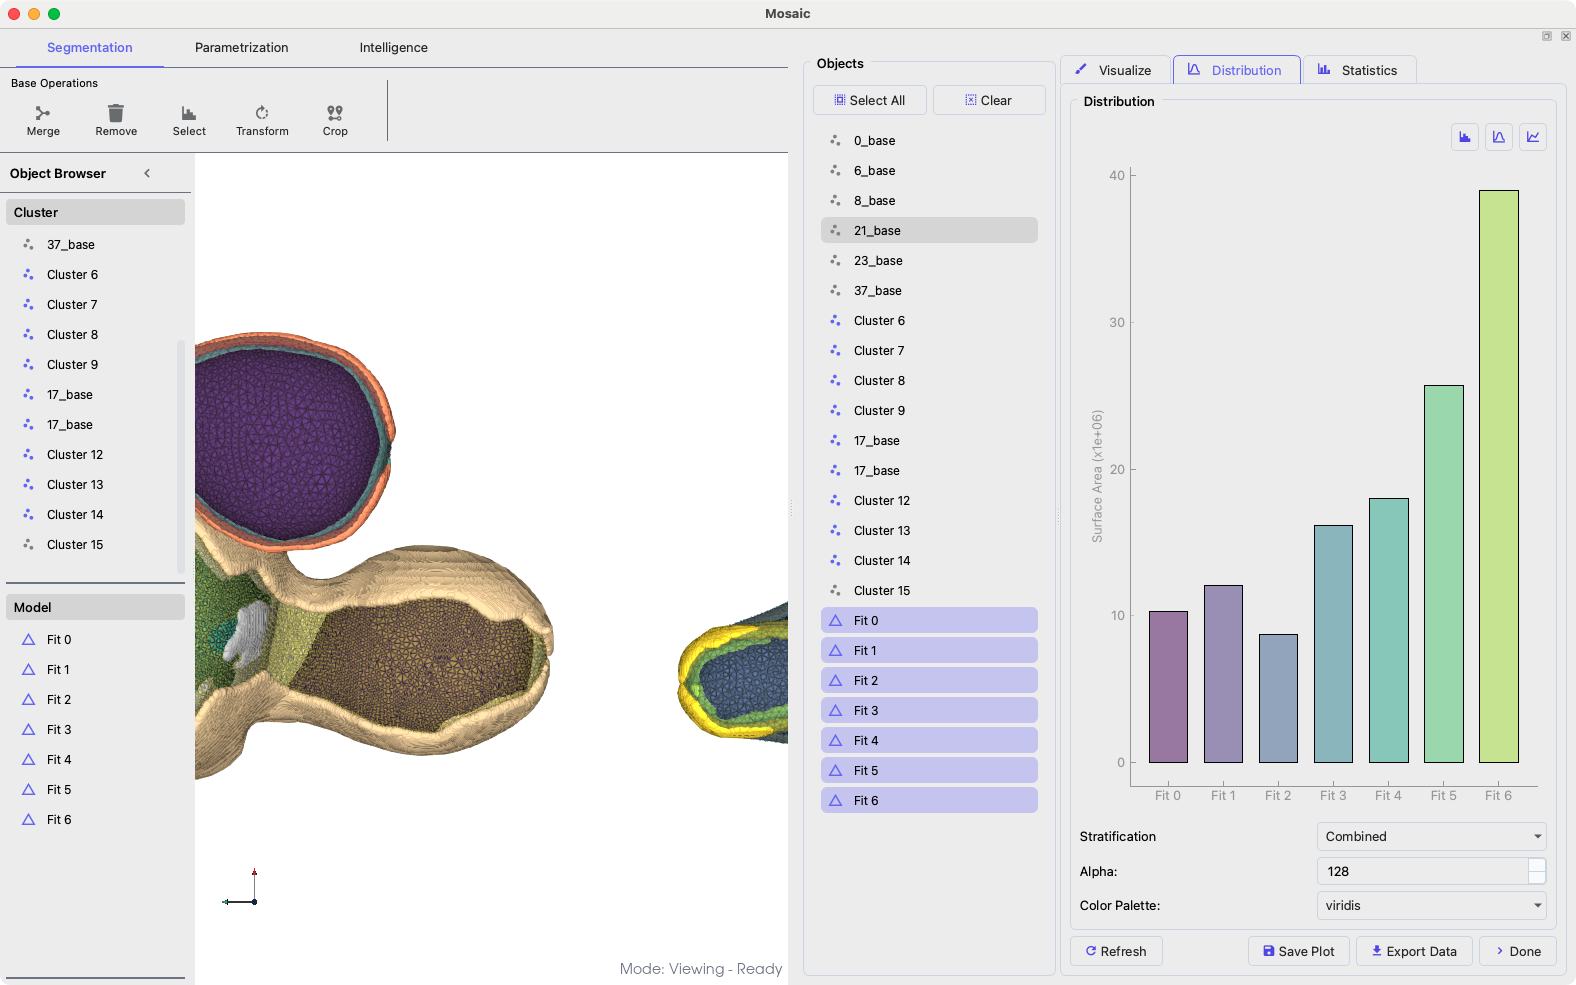 Mosaic
Segmentation
Parametrization
Intelligence
Base Operations
Merge
Remove
Select
Transform
Crop
Object Browser
Cluster
37_base
Cluster 6
Cluster 7
Cluster 8
Cluster 9
17_base
17_base
Cluster 12
Cluster 13
Cluster 14
Cluster 15
Model
Fit 0
Fit 1
Fit 2
Fit 3
Fit 4
Fit 5
Fit 6
Mode: Viewing - Ready
Objects
Select All
Clear
0_base
6_base
8_base
21_base
23_base
37_base
Cluster 6
Cluster 7
Cluster 8
Cluster 9
17_base
17_base
Cluster 12
Cluster 13
Cluster 14
Cluster 15
Fit 0
Fit 1
Fit 2
Fit 3
Fit 4
Fit 5
Fit 6
Visualize
Distribution
Statistics
Distribution
Surface Area (x1e+06)
40
30
20
10
0
Fit 0
Fit 1
Fit 2
Fit 3
Fit 4
Fit 5
Fit 6
Stratification
Combined
Alpha:
128
Color Palette:
viridis
Refresh
Save Plot
Export Data
Done